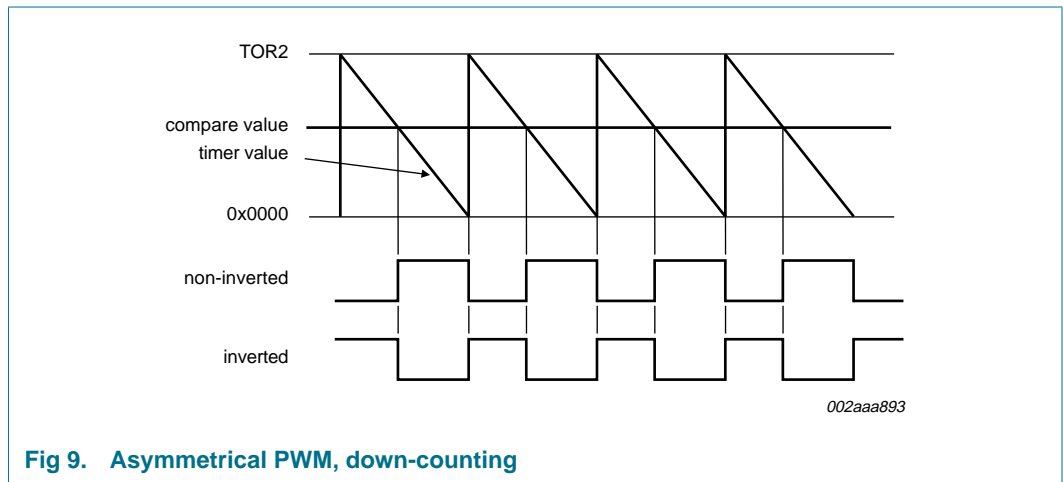 TOR2
compare value
timer value
0x0000
non-inverted
inverted
002aaa893
Fig 9. Asymmetrical PWM, down-counting